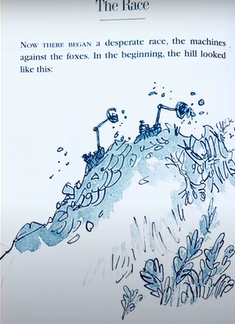 The Race
NOW THERE BEGAN a desperate race, the machines
against the foxes. In the beginning, the hill looked
like this: